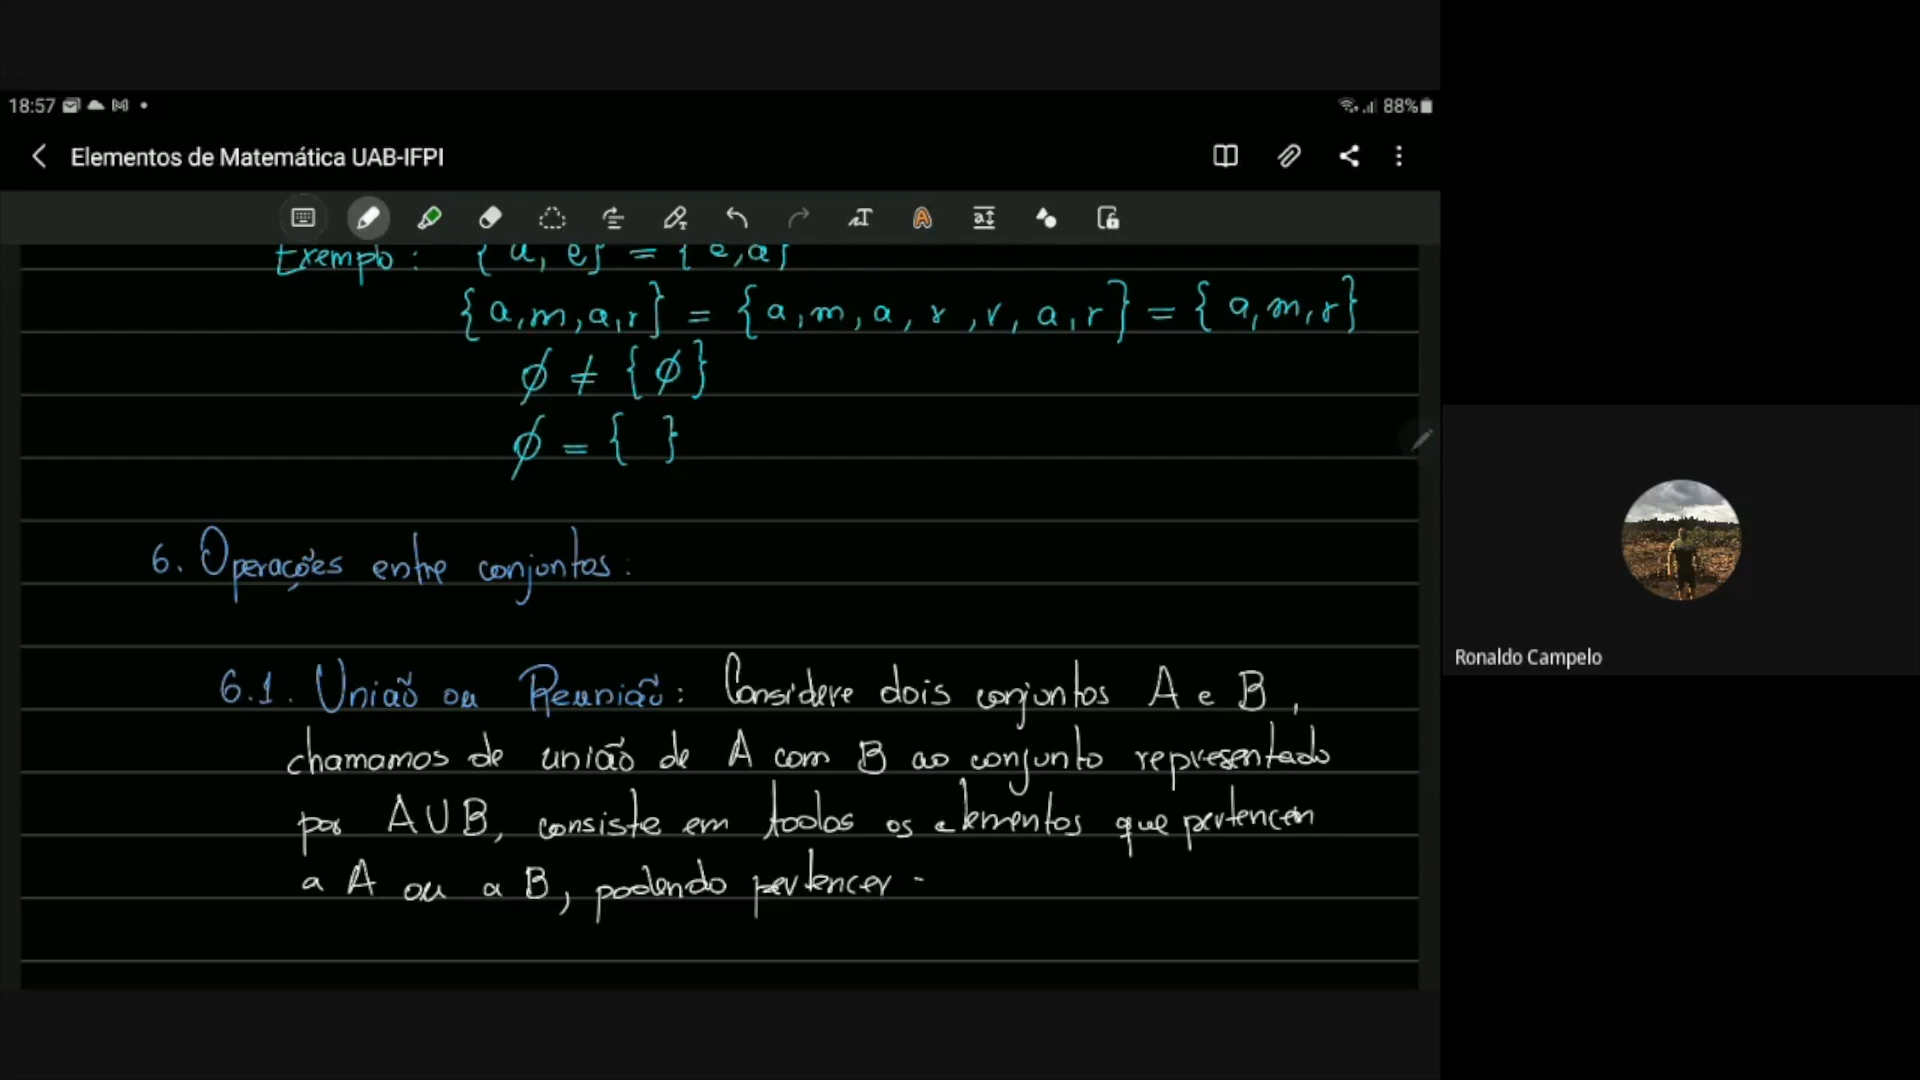 18:57
88%
Elementos de Matemática UAB-IFPI
Exemplo: {a, e} = {e,a}
{a,m,a,r} = {a,m,a,r,r,a,r} = {a,m,r}
∅ ≠ {∅}
∅ = { }
6. Operações entre conjuntos:
6.1. União ou Reunião: Considere dois conjuntos A e B,
chamamos de união de A com B ao conjunto representado
por A∪B, consiste em todos os elementos que pertencem
a A ou a B, podendo pertencer -
Ronaldo Campelo